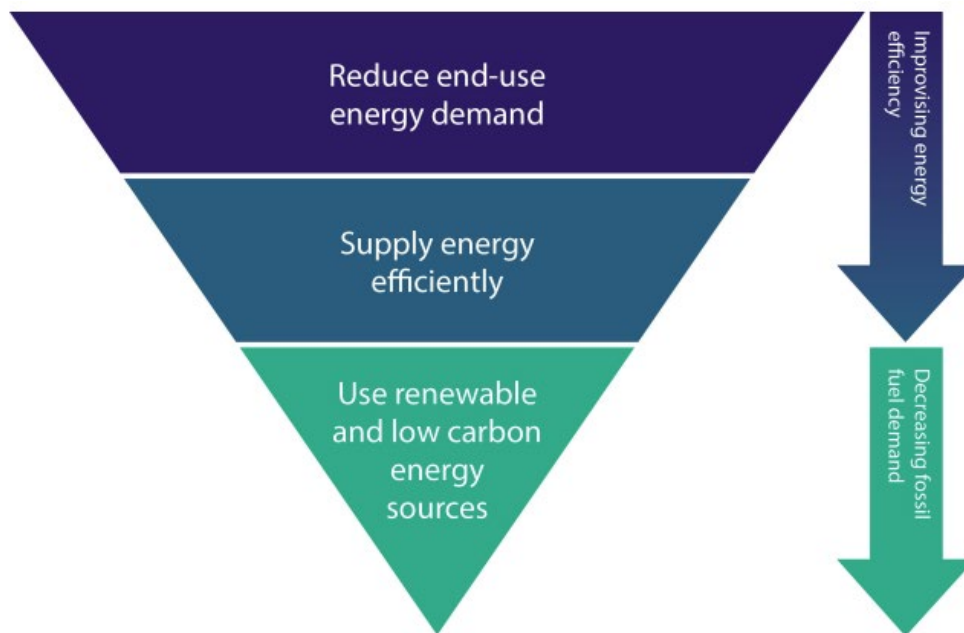 Reduce end-use
energy demand
Supply energy
efficiently
Use renewable
and low carbon
energy
sources
Improvising energy
efficiency
Decreasing fossil
fuel demand